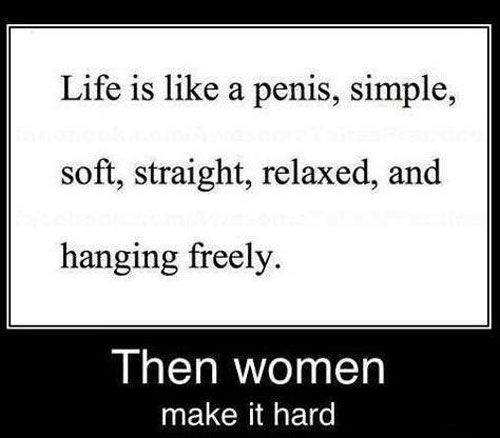 Life is like a penis, simple,
soft, straight, relaxed, and
hanging freely.
Then women
make it hard